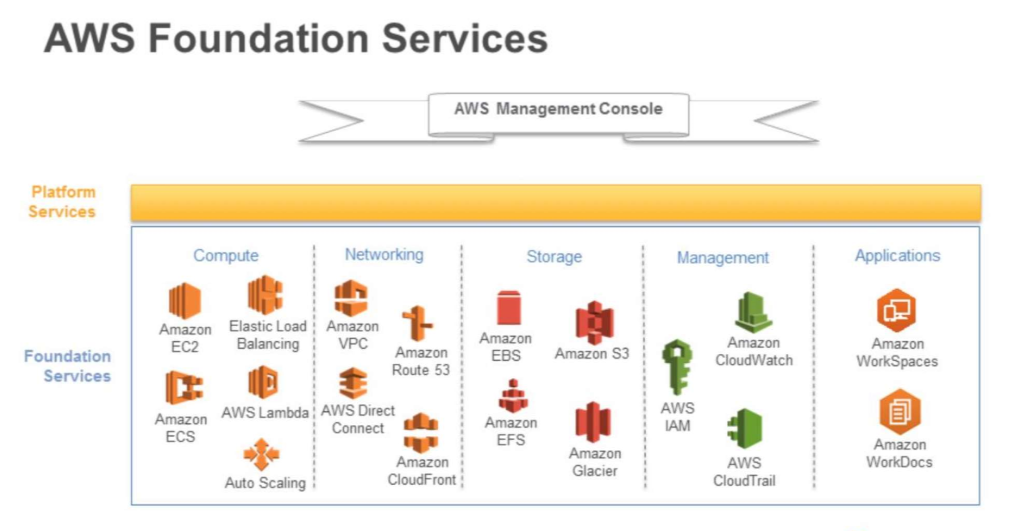 AWS Foundation Services
AWS Management Console
Platform
Services
Foundation
Services
Compute
Amazon
EC2
Elastic Load
Balancing
Amazon
ECS
AWS Lambda
Auto Scaling
Networking
Amazon
VPC
Amazon
Route 53
AWS Direct
Connect
Amazon
CloudFront
Storage
Amazon
EBS
Amazon S3
Amazon
EFS
Amazon
Glacier
Management
Amazon
CloudWatch
AWS
IAM
AWS
CloudTrail
Applications
Amazon
WorkSpaces
Amazon
WorkDocs